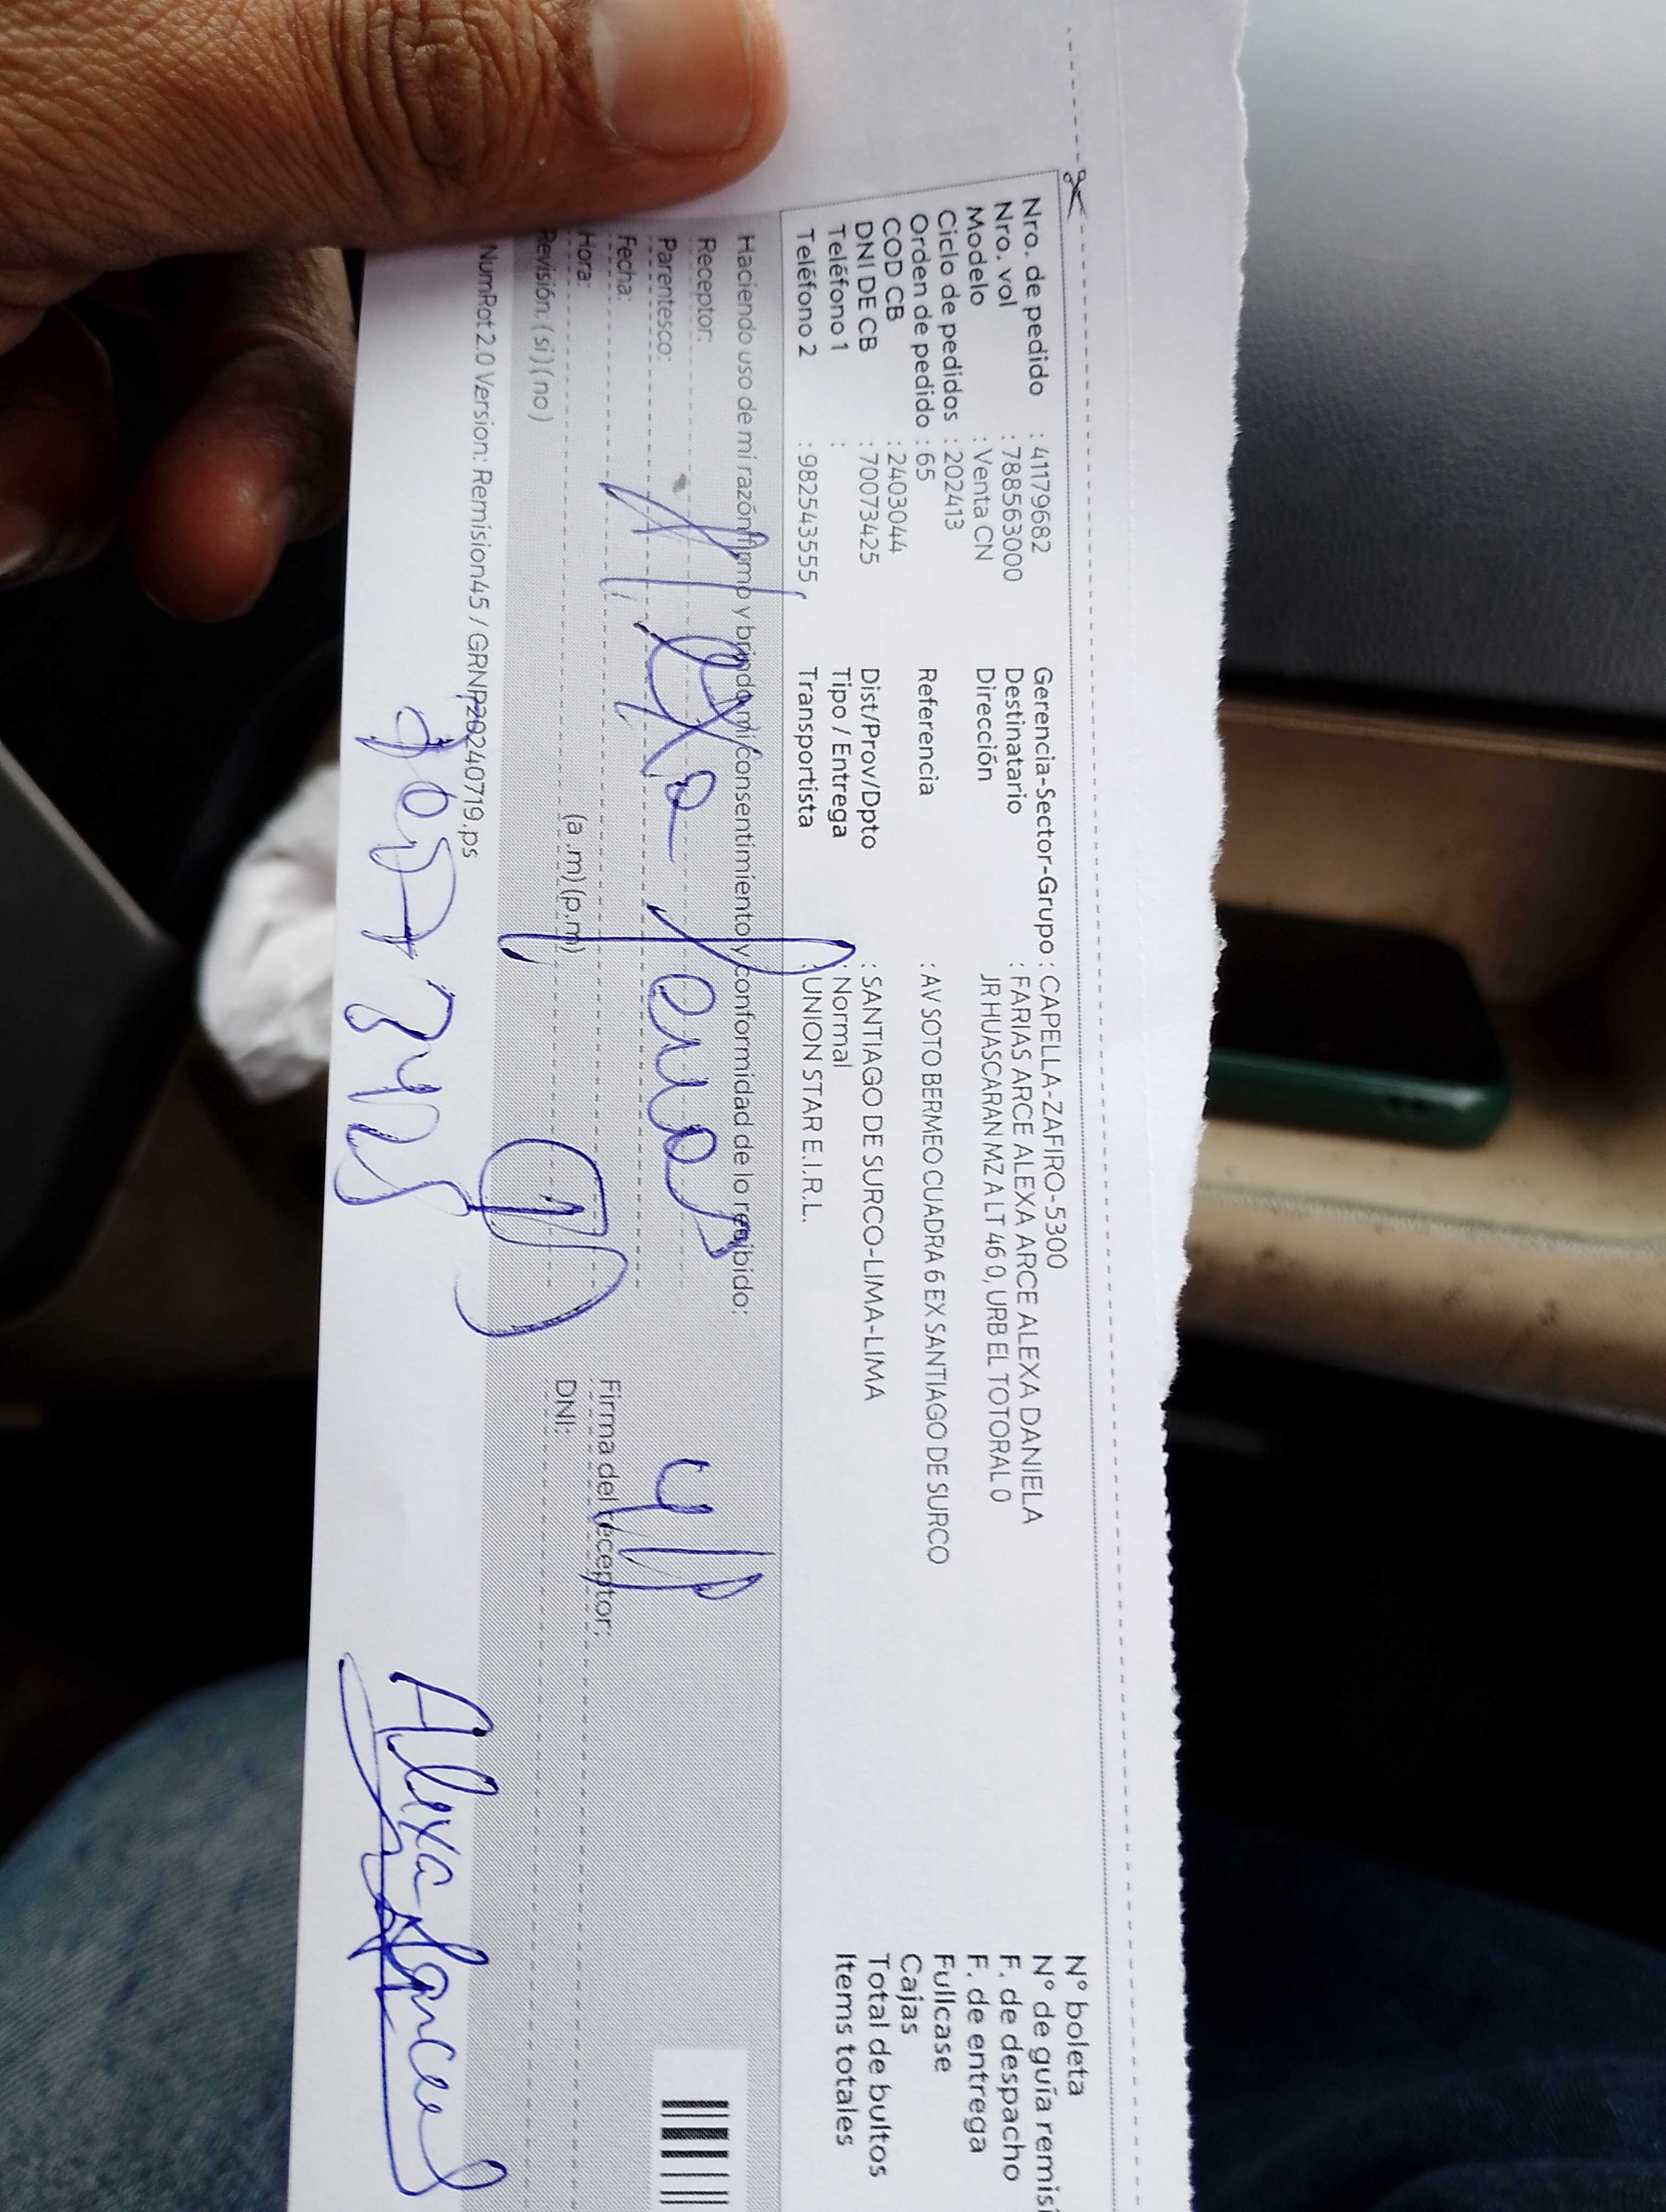 Nro. de pedido : 41179682
Nro. vol : 788563000
Modelo : Venta CN
Ciclo de pedidos : 202413
Orden de pedido : 65
COD CB : 2403044
DNI DE CB : 70073425
Teléfono 1 :
Teléfono 2 : 982543555,
Gerencia-Sector-Grupo : CAPELLA-ZAFIRO-5300
Destinatario : FARIAS ARCE ALEXA ARCE ALEXA DANIELA
Dirección JR HUASCARAN MZ A LT 46 0, URB EL TOTORAL 0
Referencia : AV SOTO BERMEO CUADRA 6 EX SANTIAGO DE SURCO
Dist/Prov/Dpto : SANTIAGO DE SURCO-LIMA-LIMA
Tipo / Entrega : Normal
Transportista : UNION STAR E.I.R.L.
N° boleta
N° de guía remisi
F. de despacho
F. de entrega
Fullcase
Cajas
Total de bultos
Items totales
Haciendo uso de mi razón firmo y brindo mi consentimiento y conformidad de lo recibido:
Receptor:
Parentesco:
Fecha:
Hora: (a.m) (p.m)
Revisión: (si) (no)
Alexa
Firma del receptor:
DNI:
NumRot 2.0 Version: Remision45 / GRNP20240719.ps
Alexa